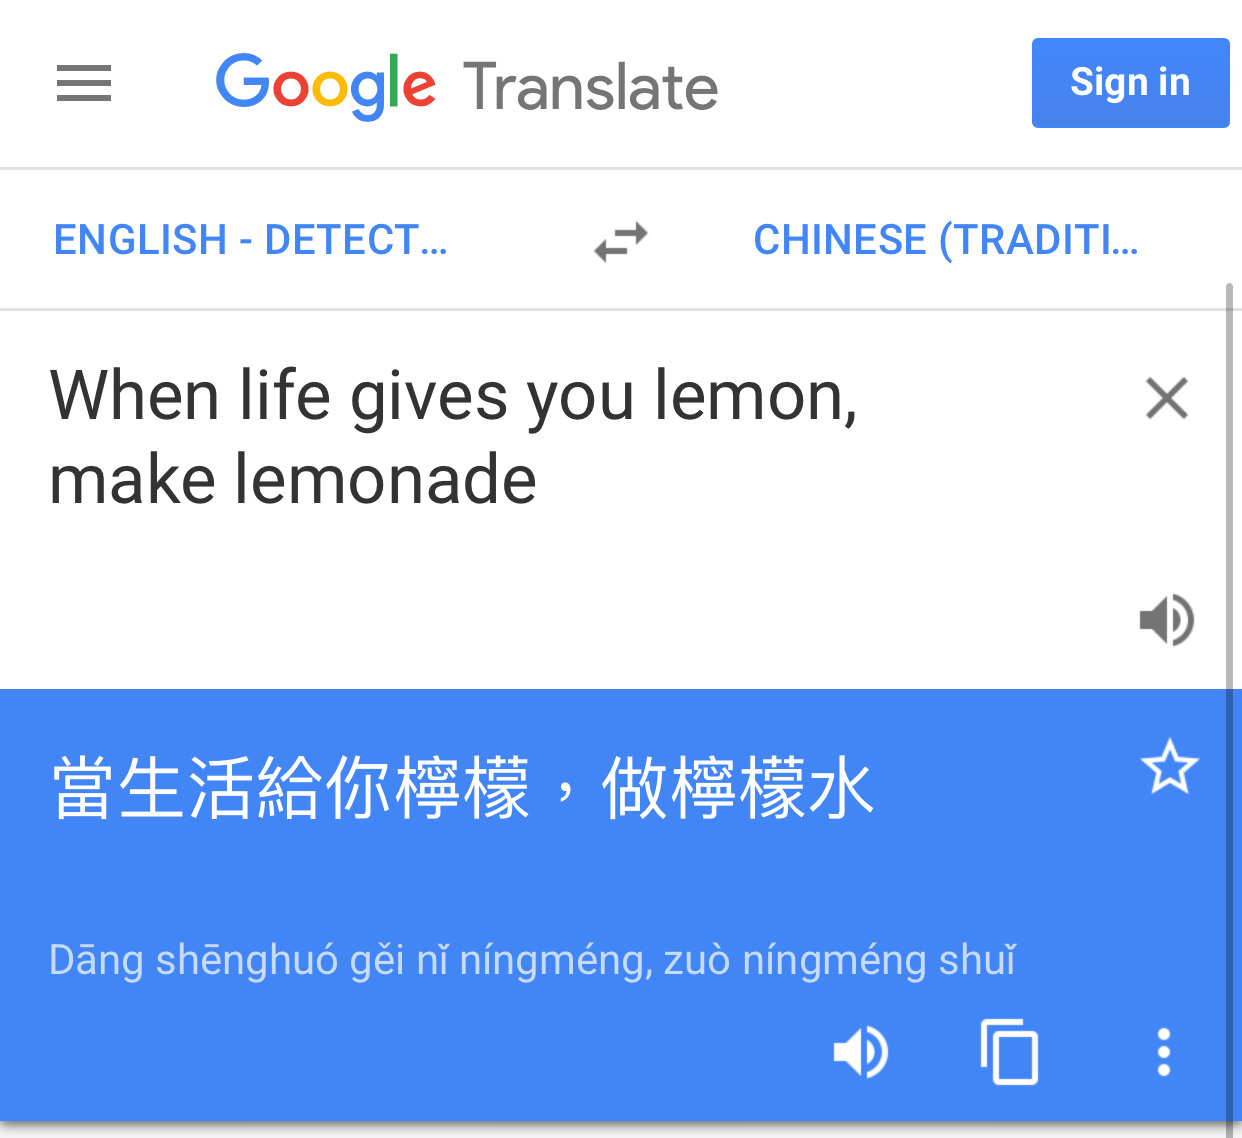 Google Translate
Sign in
ENGLISH - DETECT...
CHINESE (TRADITI...
When life gives you lemon,
make lemonade
當生活給你檸檬，做檸檬水
Dāng shēnghuó gěi nǐ níngméng, zuò níngméng shuǐ